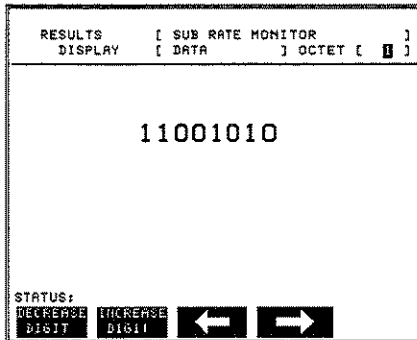 RESULTS [ SUB RATE MONITOR ]
DISPLAY [ DATA ] OCTET [ 1 ]
11001010
STATUS:
DECREASE DIGIT INCREASE DIGIT